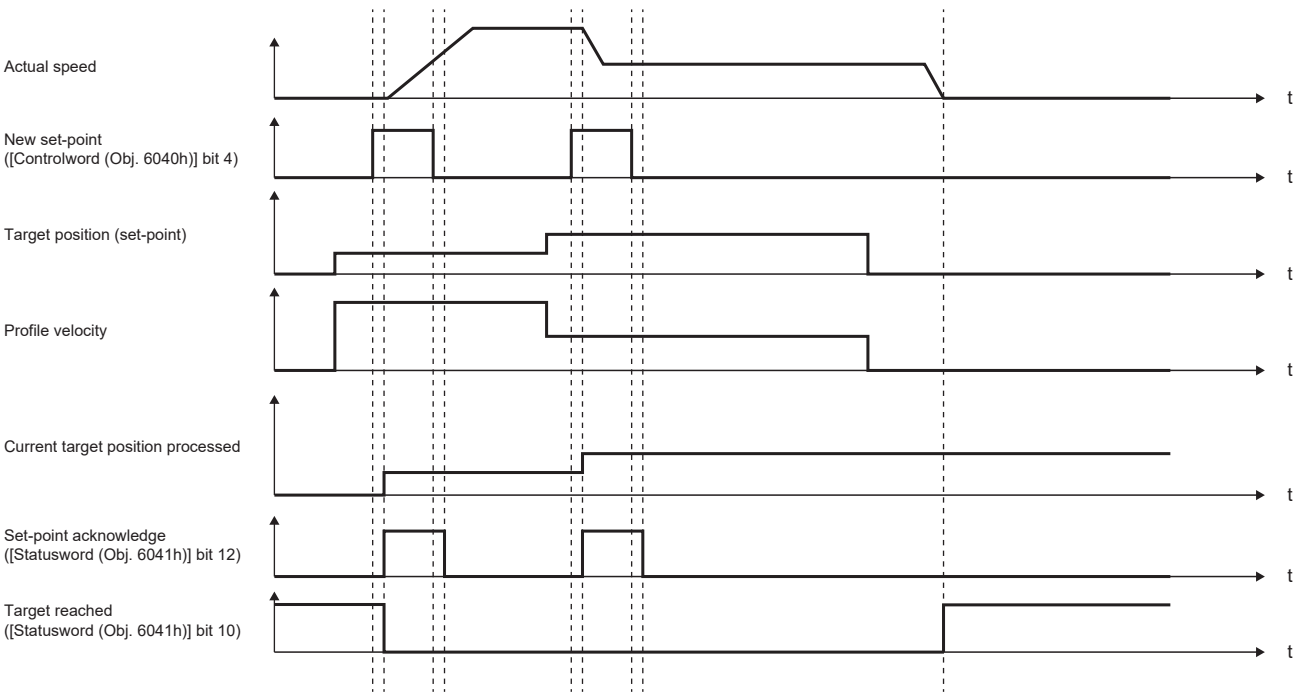 Actual speed
t
New set-point
([Controlword (Obj. 6040h)] bit 4)
t
Target position (set-point)
t
Profile velocity
t
Current target position processed
t
Set-point acknowledge
([Statusword (Obj. 6041h)] bit 12)
t
Target reached
([Statusword (Obj. 6041h)] bit 10)
t